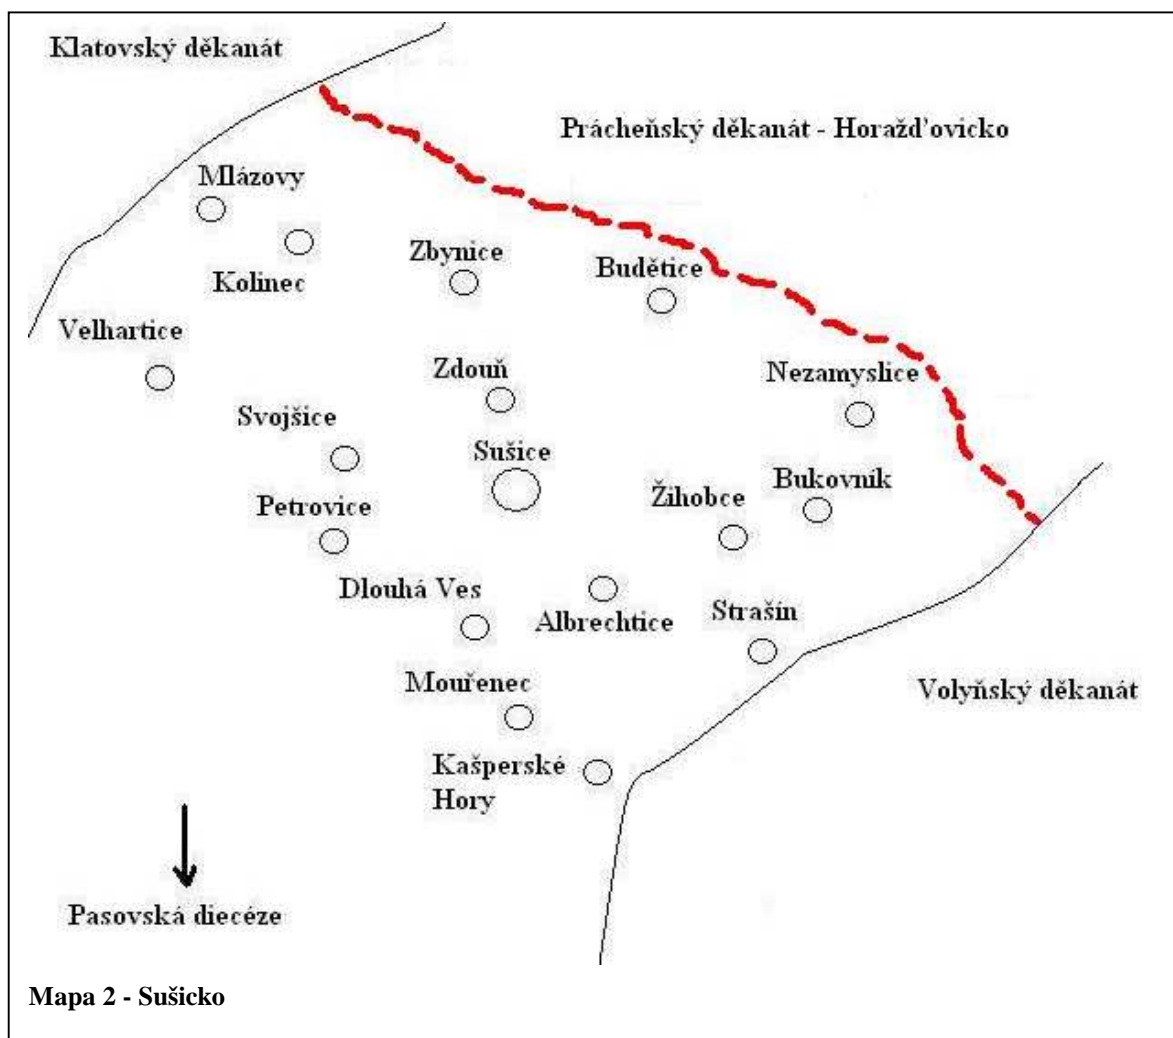 Klatovský děkanát
Prácheňský děkanát - Horažďovicko
Mlázovy
Kolinec
Zbynice
Budětice
Velhartice
Zdouň
Nezamyslice
Svojšice
Sušice
Bukovník
Žihobce
Petrovice
Dlouhá Ves
Albrechtice
Strašín
Mouřenec
Volyňský děkanát
Kašperské
Hory
Pasovská diecéze
Mapa 2 - Sušicko